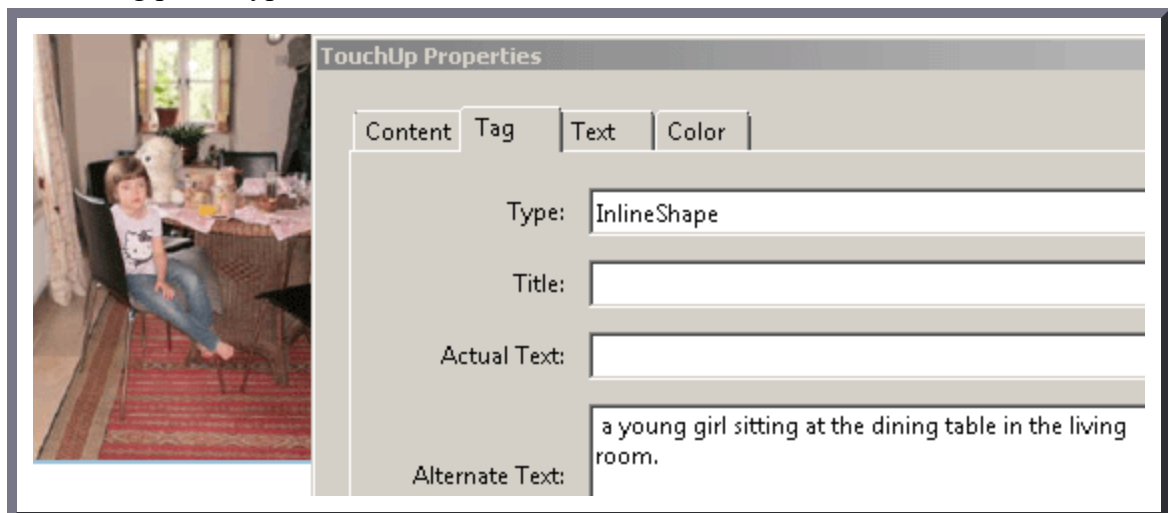 TouchUp Properties
Content Tag Text Color
Type: InlineShape
Title:
Actual Text:
Alternate Text: a young girl sitting at the dining table in the living
room.